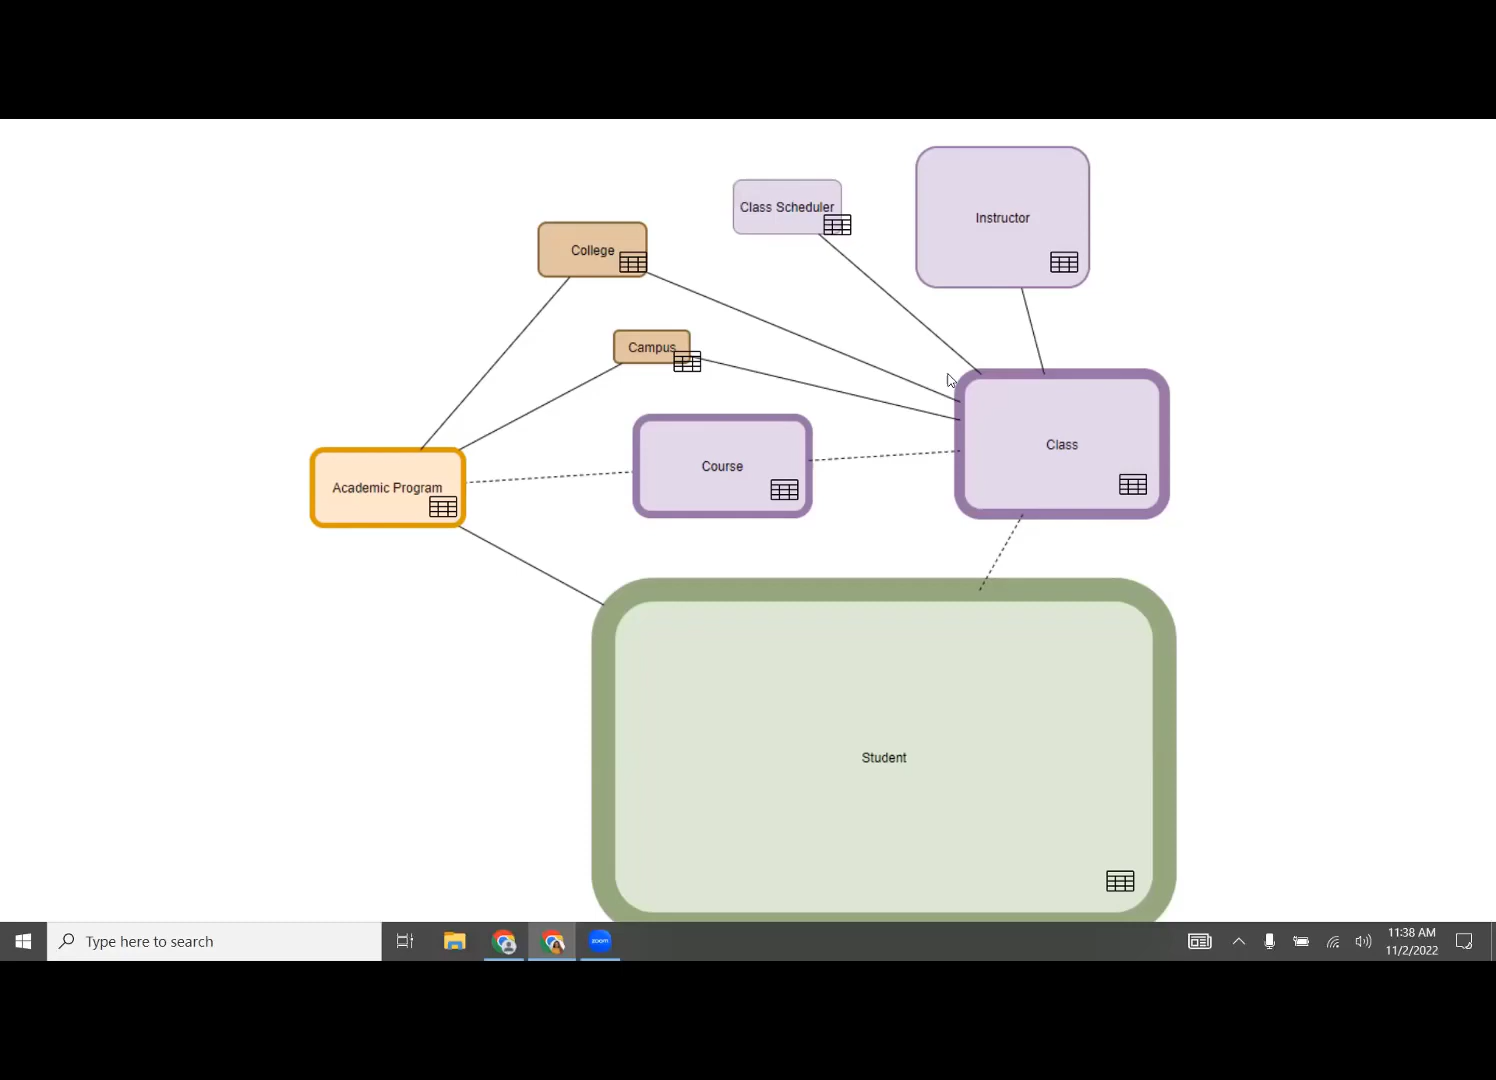 Class Scheduler
Instructor
College
Campus
Class
Course
Academic Program
Student
Type here to search
zoom
11:38 AM
11/2/2022